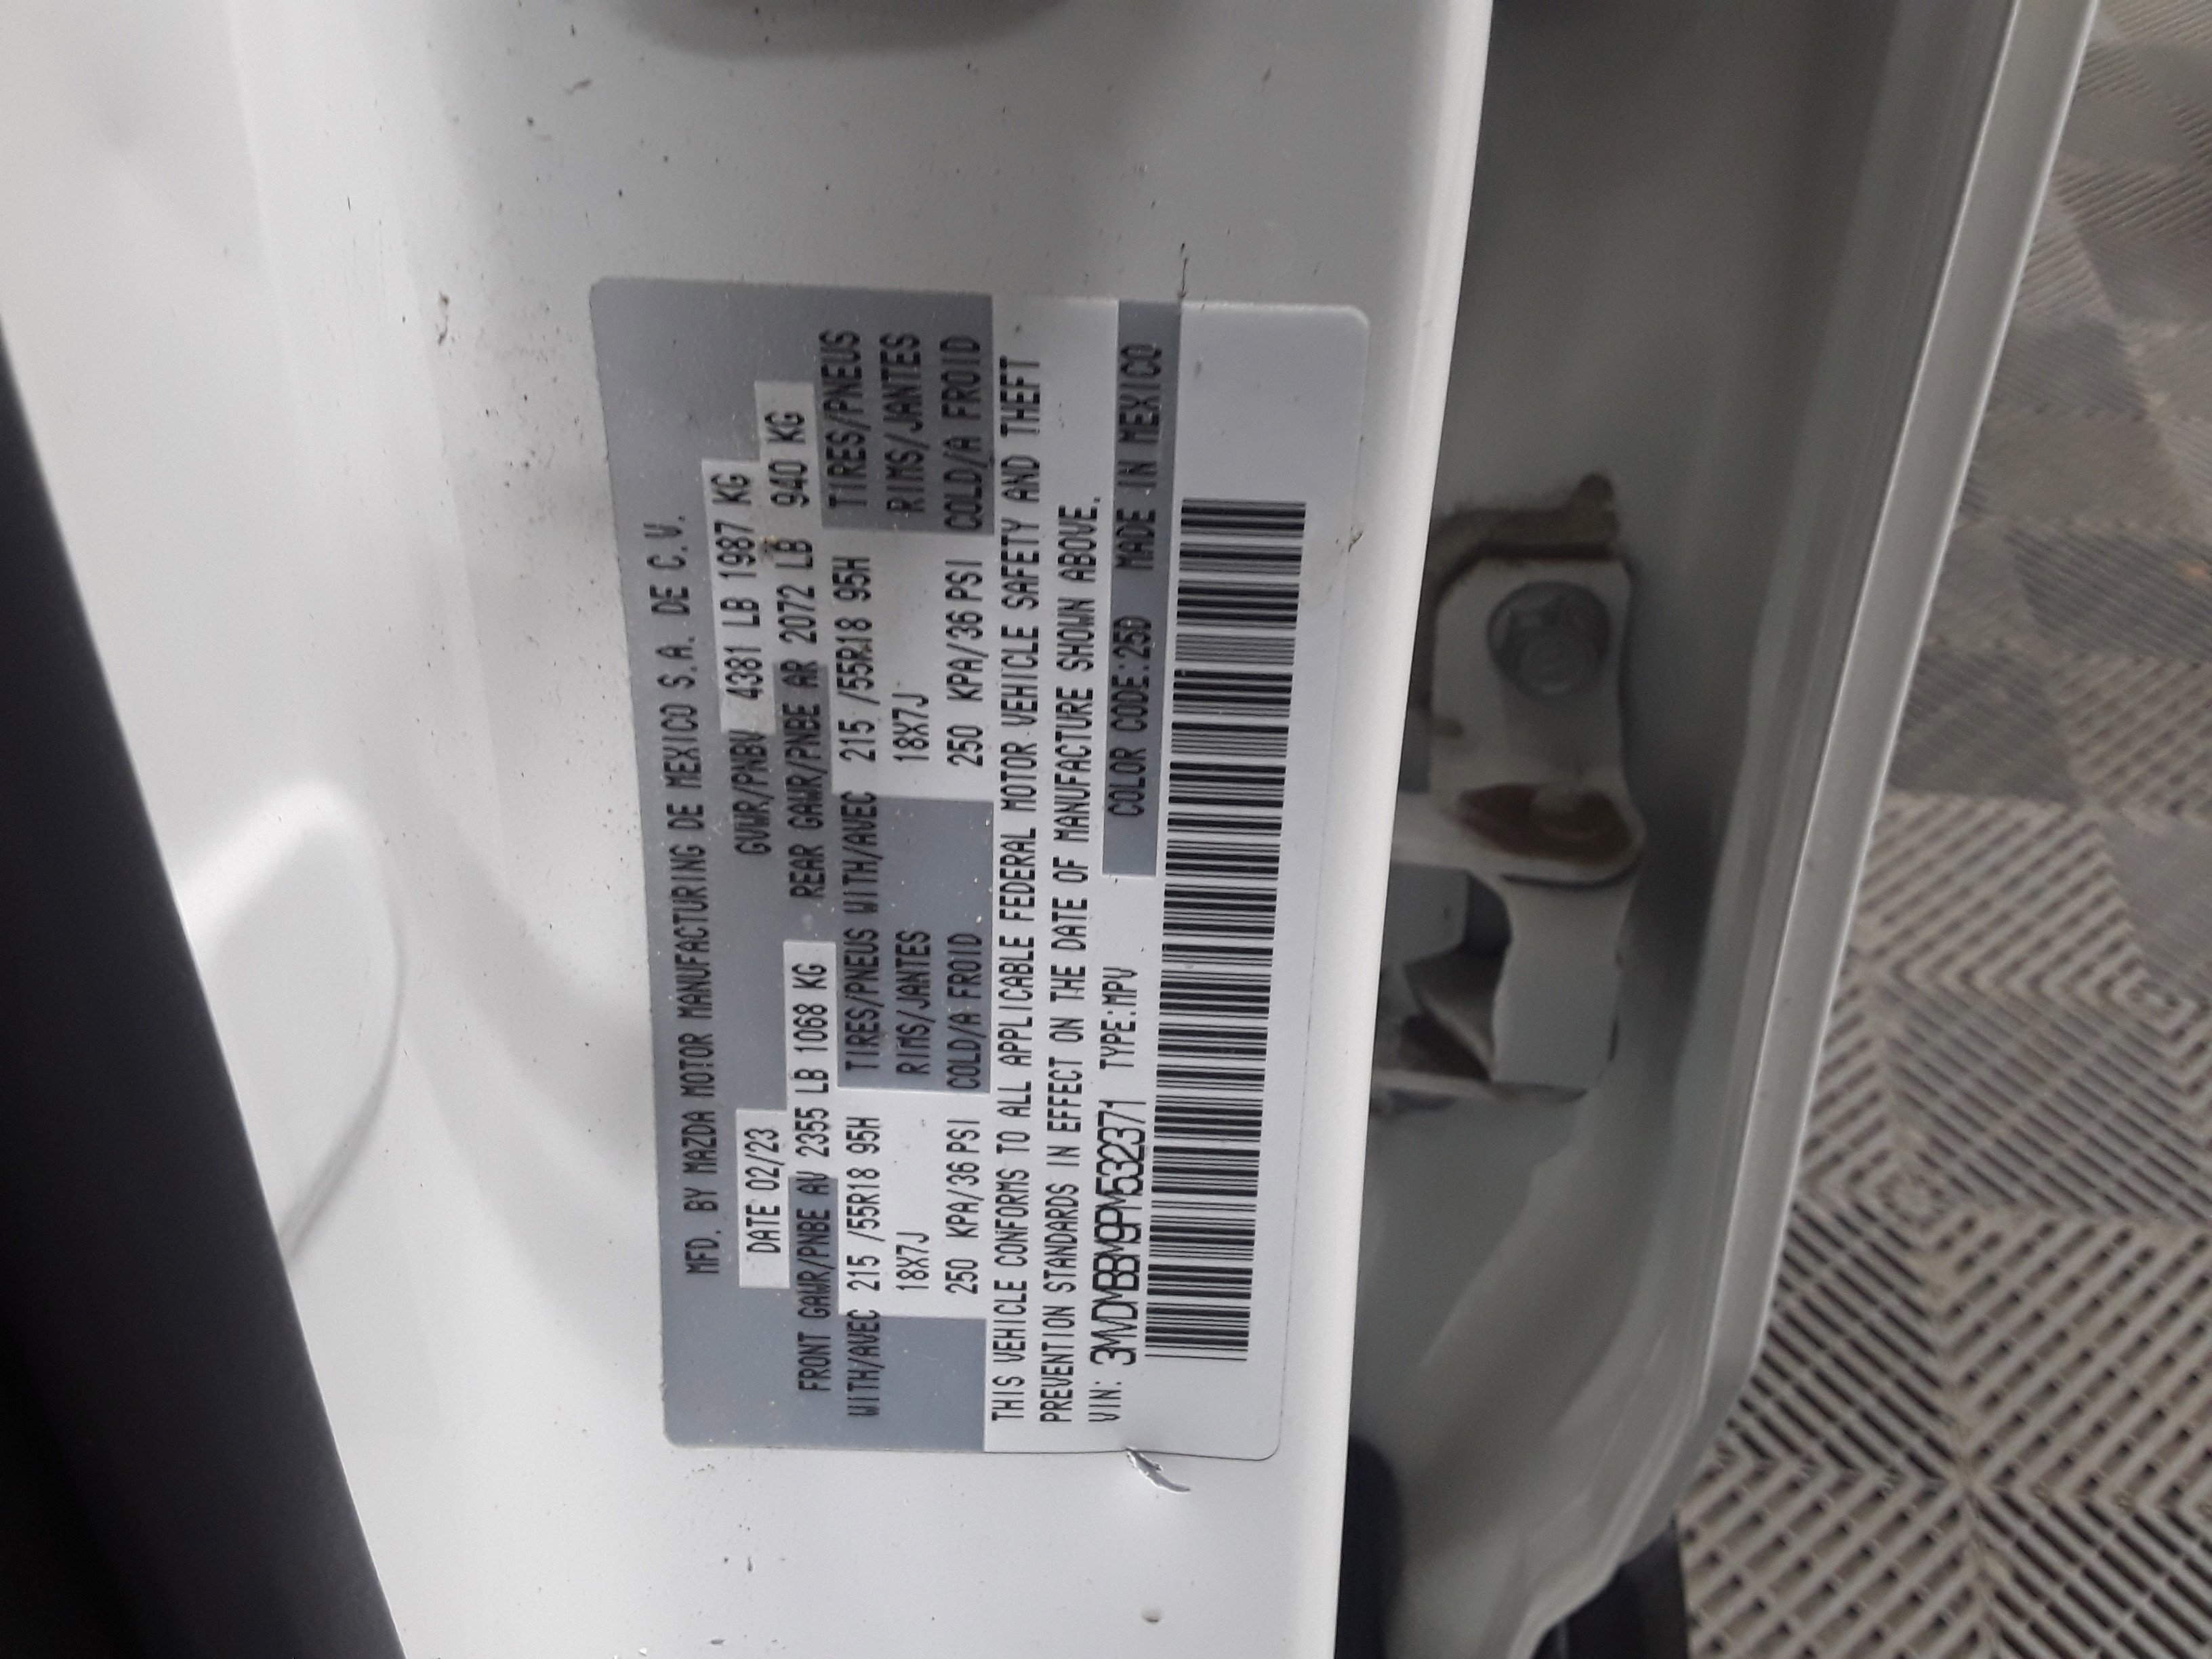 MFD. BY MAZDA MOTOR MANUFACTURING DE MEXICO S.A. DE C.V.
DATE 02/23 GVWR/PNBV 4381 LB 1987 KG
FRONT GAWR/PNBE AV 2355 LB 1068 KG REAR GAWR/PNBE AR 2072 LB 940 KG
WITH/AVEC 215 /55R18 95H TIRES/PNEUS WITH/AVEC 215 /55R18 95H TIRES/PNEUS
18X7J RIMS/JANTES 18X7J RIMS/JANTES
250 KPA/36 PSI COLD/A FROID 250 KPA/36 PSI COLD/A FROID
THIS VEHICLE CONFORMS TO ALL APPLICABLE FEDERAL MOTOR VEHICLE SAFETY AND THEFT
PREVENTION STANDARDS IN EFFECT ON THE DATE OF MANUFACTURE SHOWN ABOVE.
VIN: 3MVDMBBM9PM532371 TYPE:MPV COLOR CODE:25D MADE IN MEXICO